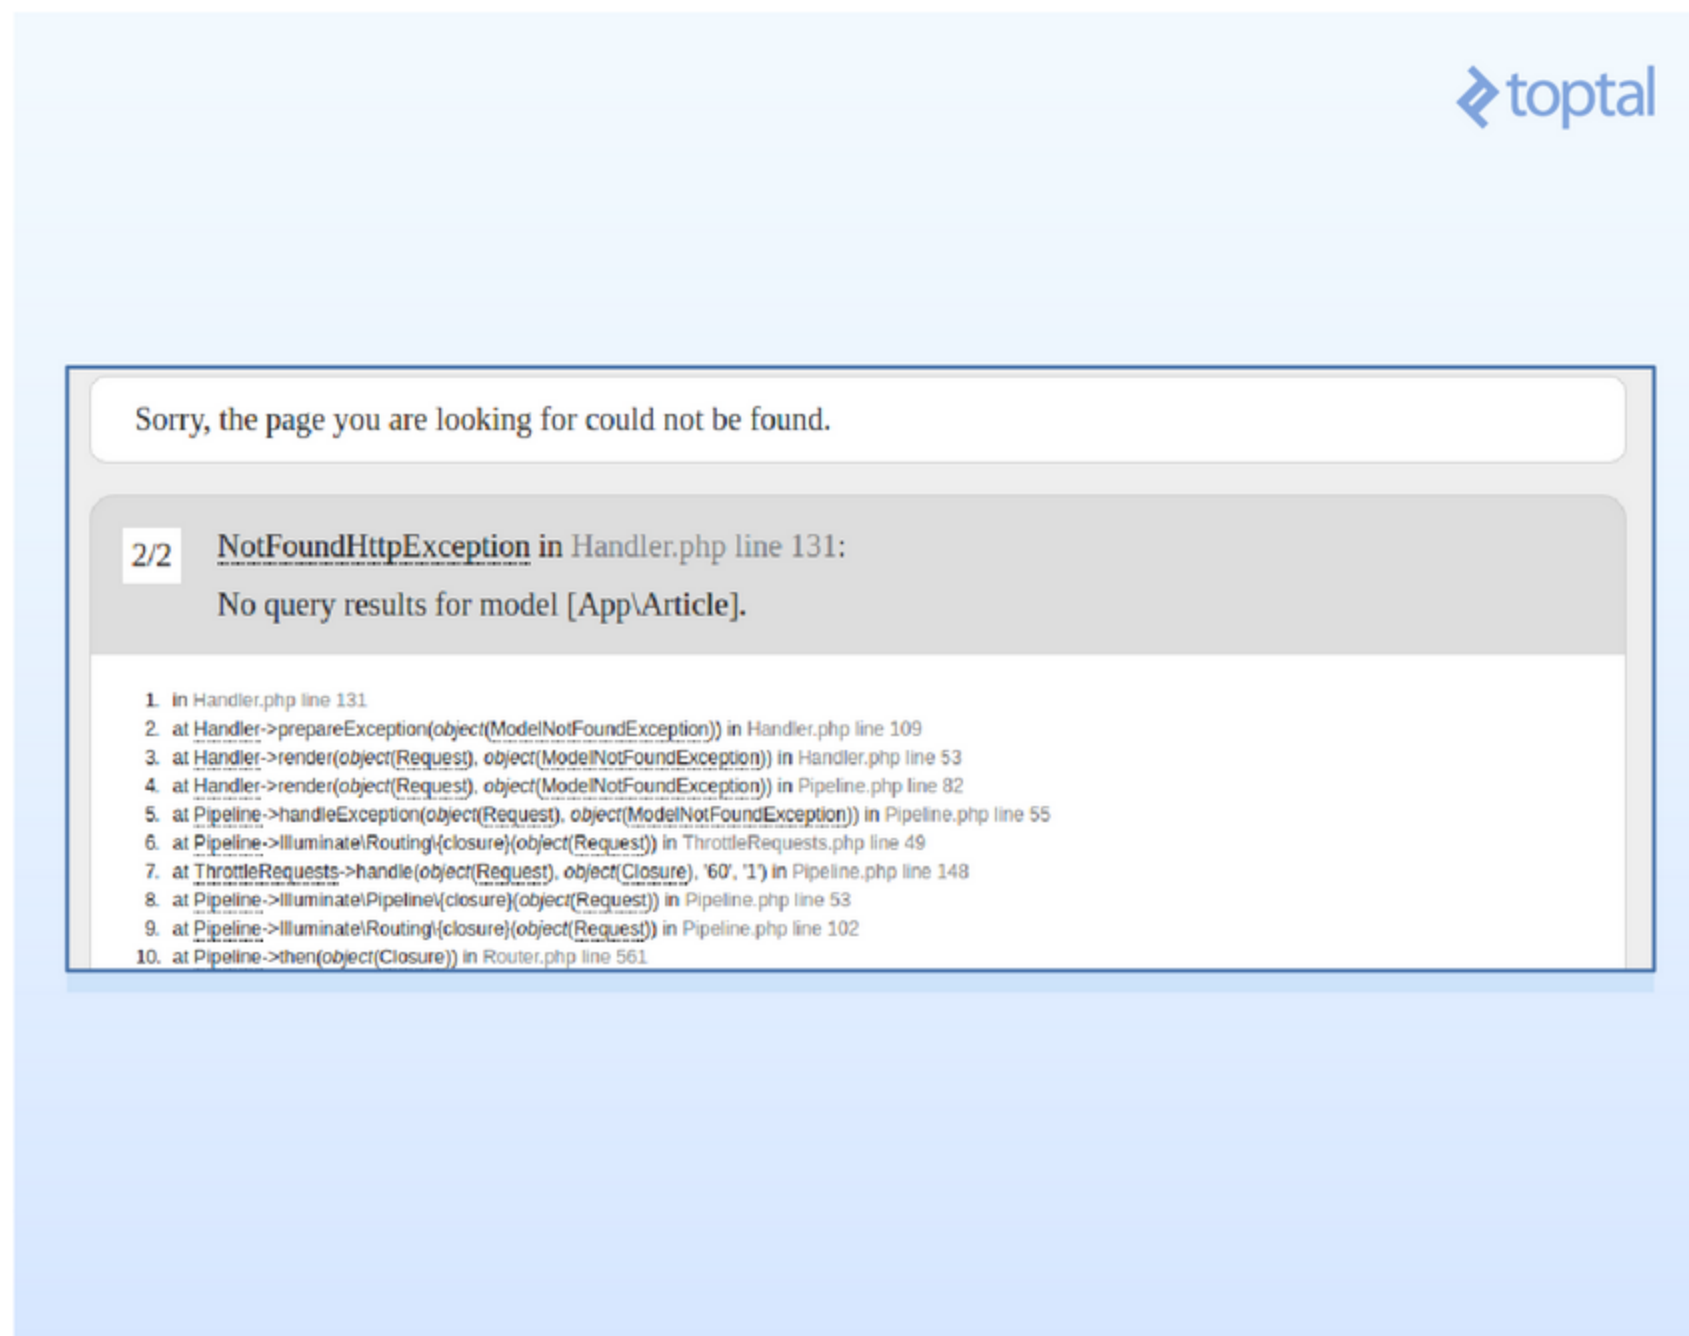 toptal
Sorry, the page you are looking for could not be found.
2/2
NotFoundHttpException in Handler.php line 131:
No query results for model [App\Article].
1. in Handler.php line 131
2. at Handler->prepareException(object(ModelNotFoundException)) in Handler.php line 109
3. at Handler->render(object(Request), object(ModelNotFoundException)) in Handler.php line 53
4. at Handler->render(object(Request), object(ModelNotFoundException)) in Pipeline.php line 82
5. at Pipeline->handleException(object(Request), object(ModelNotFoundException)) in Pipeline.php line 55
6. at Pipeline->Illuminate\Routing\{closure}(object(Request)) in ThrottleRequests.php line 49
7. at ThrottleRequests->handle(object(Request), object(Closure), '60', '1') in Pipeline.php line 148
8. at Pipeline->Illuminate\Pipeline\{closure}(object(Request)) in Pipeline.php line 53
9. at Pipeline->Illuminate\Routing\{closure}(object(Request)) in Pipeline.php line 102
10. at Pipeline->then(object(Closure)) in Router.php line 561